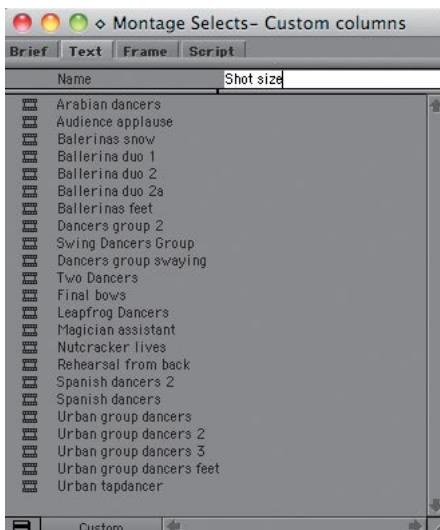 Montage Selects- Custom columns
Brief Text Frame Script
Name Shot size
Arabian dancers
Audience applause
Balerinas snow
Ballerina duo 1
Ballerina duo 2
Ballerina duo 2a
Ballerinas feet
Dancers group 2
Swing Dancers Group
Dancers group swaying
Two Dancers
Final bows
Leapfrog Dancers
Magician assistant
Nutcracker lives
Rehearsal from back
Spanish dancers 2
Spanish dancers
Urban group dancers
Urban group dancers 2
Urban group dancers 3
Urban group dancers feet
Urban tapdancer
Custom